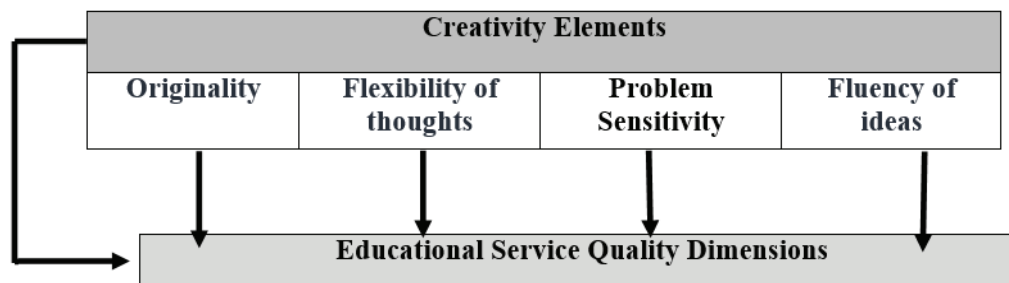 Creativity Elements
Originality
Flexibility of
thoughts
Problem
Sensitivity
Fluency of
ideas
Educational Service Quality Dimensions